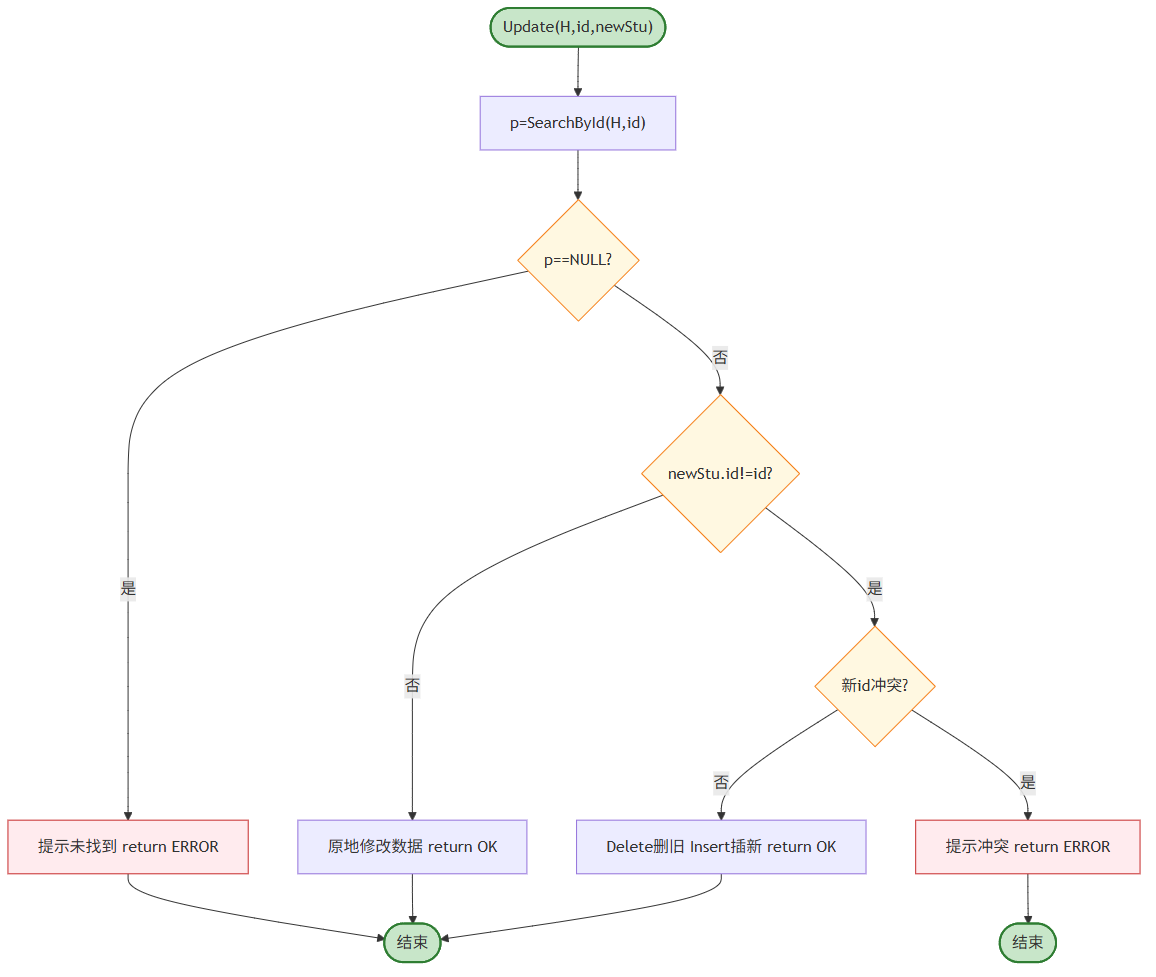 Update(H,id,newStu)
p=SearchById(H,id)
p==NULL?
否
newStu.id!=id?
是
是
新id冲突?
否
否
是
提示未找到 return ERROR
原地修改数据 return OK
Delete删旧 Insert插新 return OK
提示冲突 return ERROR
结束
结束